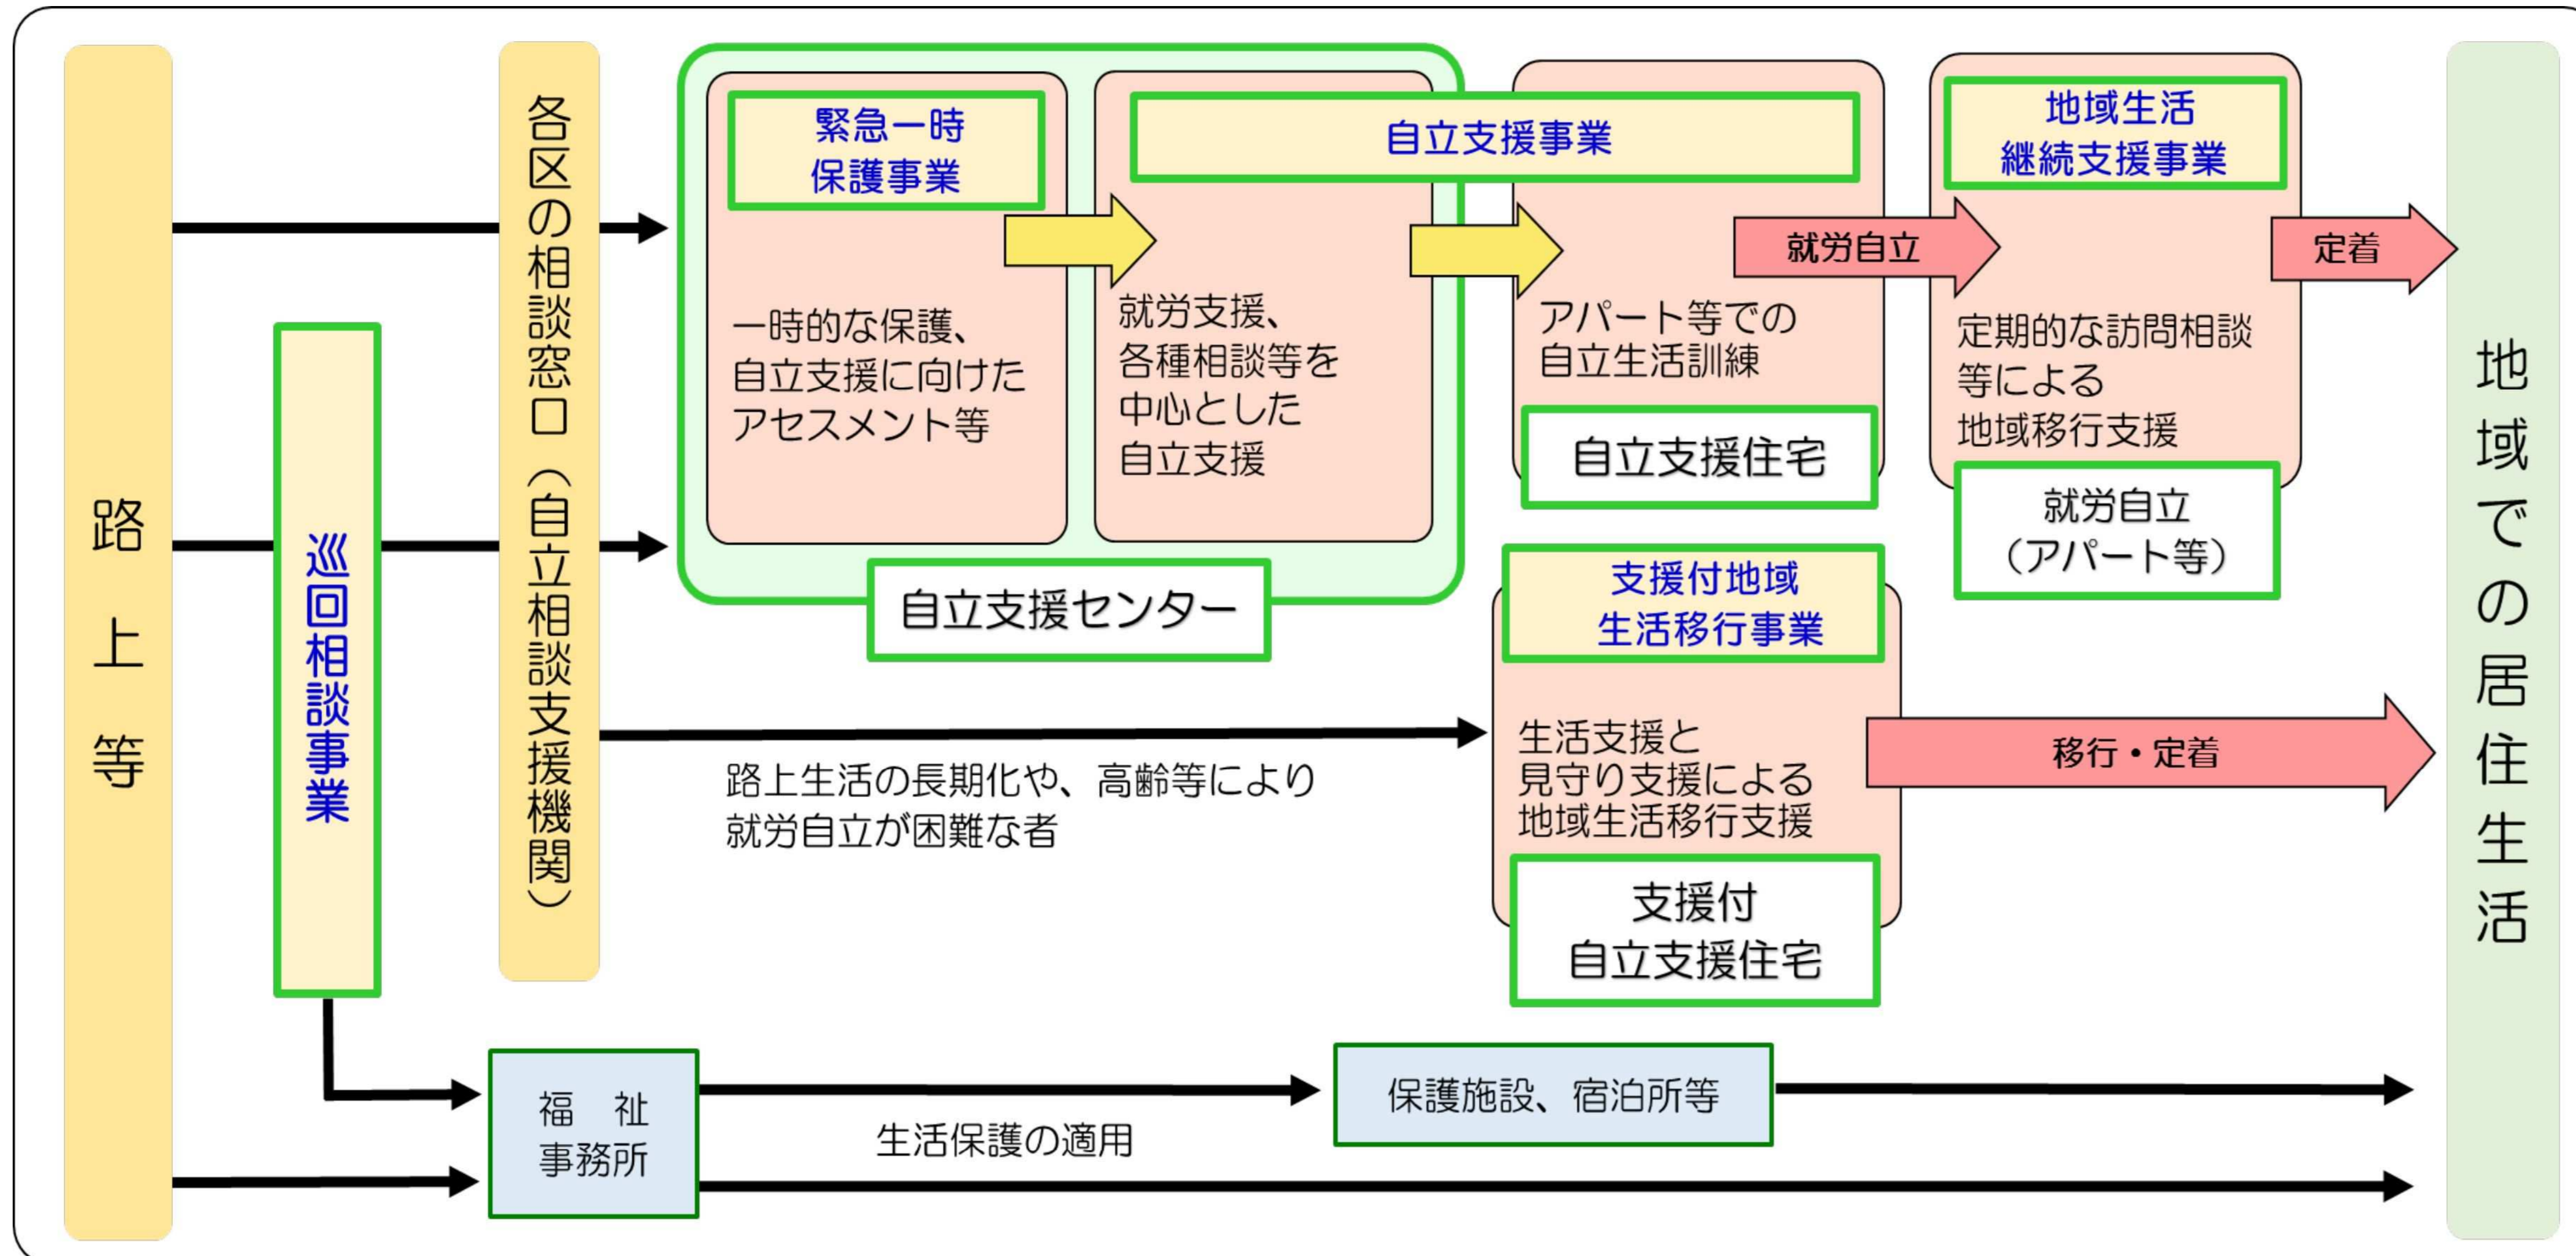 路上等
巡回相談事業
各区の相談窓口（自立相談支援機関）
緊急一時
保護事業
一時的な保護、
自立支援に向けた
アセスメント等
自立支援事業
就労支援、
各種相談等を
中心とした
自立支援
自立支援センター
アパート等での
自立生活訓練
自立支援住宅
就労自立
地域生活
継続支援事業
定期的な訪問相談
等による
地域移行支援
就労自立
（アパート等）
定着
路上生活の長期化や、高齢等により
就労自立が困難な者
支援付地域
生活移行事業
生活支援と
見守り支援による
地域生活移行支援
支援付
自立支援住宅
移行・定着
福　祉
事務所
生活保護の適用
保護施設、宿泊所等
地域での居住生活